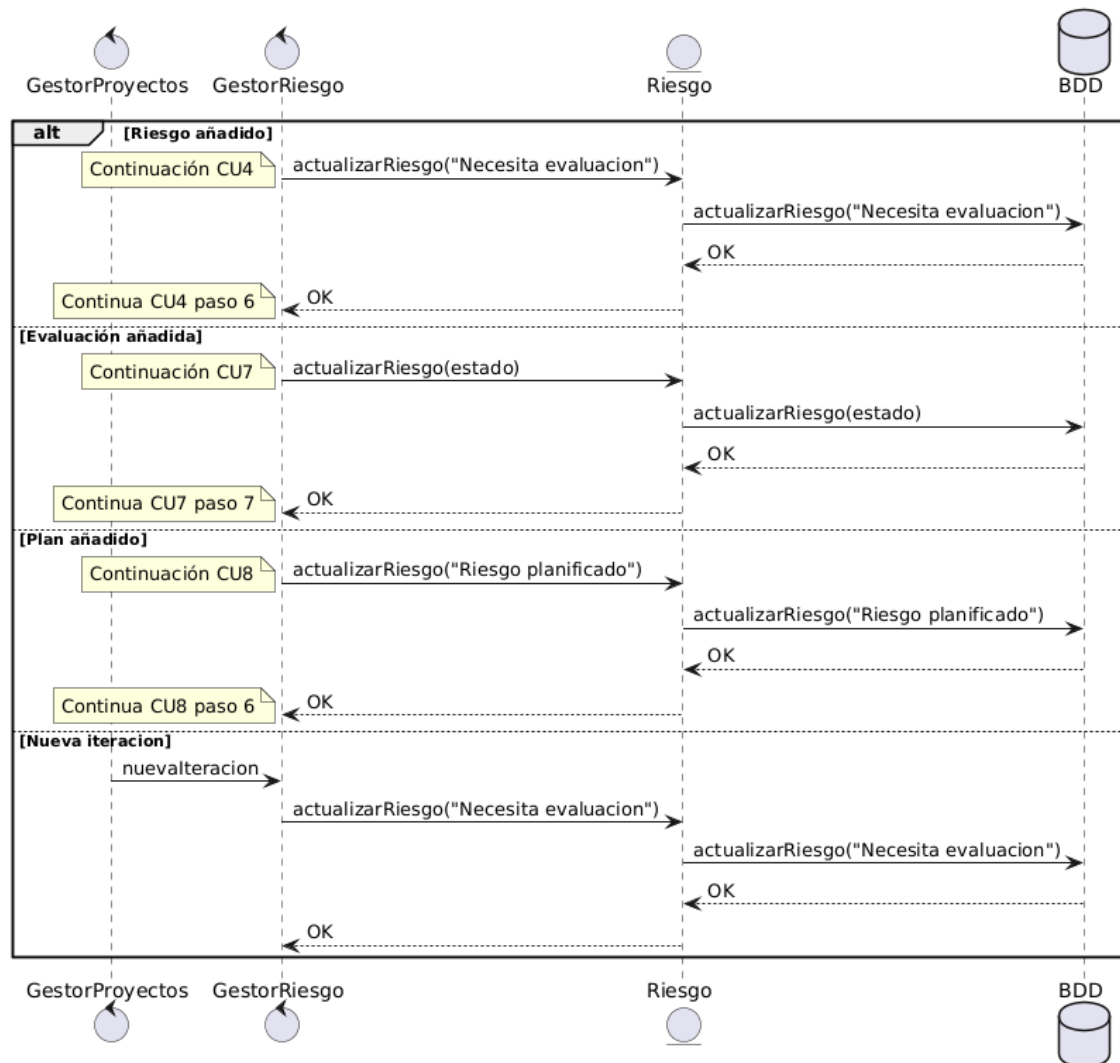 GestorProyectos GestorRiesgo Riesgo BDD
alt [Riesgo añadido]
Continuación CU4 actualizarRiesgo("Necesita evaluacion")
actualizarRiesgo("Necesita evaluacion")
OK
Continua CU4 paso 6 OK
[Evaluación añadida]
Continuación CU7 actualizarRiesgo(estado)
actualizarRiesgo(estado)
OK
Continua CU7 paso 7 OK
[Plan añadido]
Continuación CU8 actualizarRiesgo("Riesgo planificado")
actualizarRiesgo("Riesgo planificado")
OK
Continua CU8 paso 6 OK
[Nueva iteracion]
nuevaIteracion
actualizarRiesgo("Necesita evaluacion")
actualizarRiesgo("Necesita evaluacion")
OK
OK
GestorProyectos GestorRiesgo Riesgo BDD